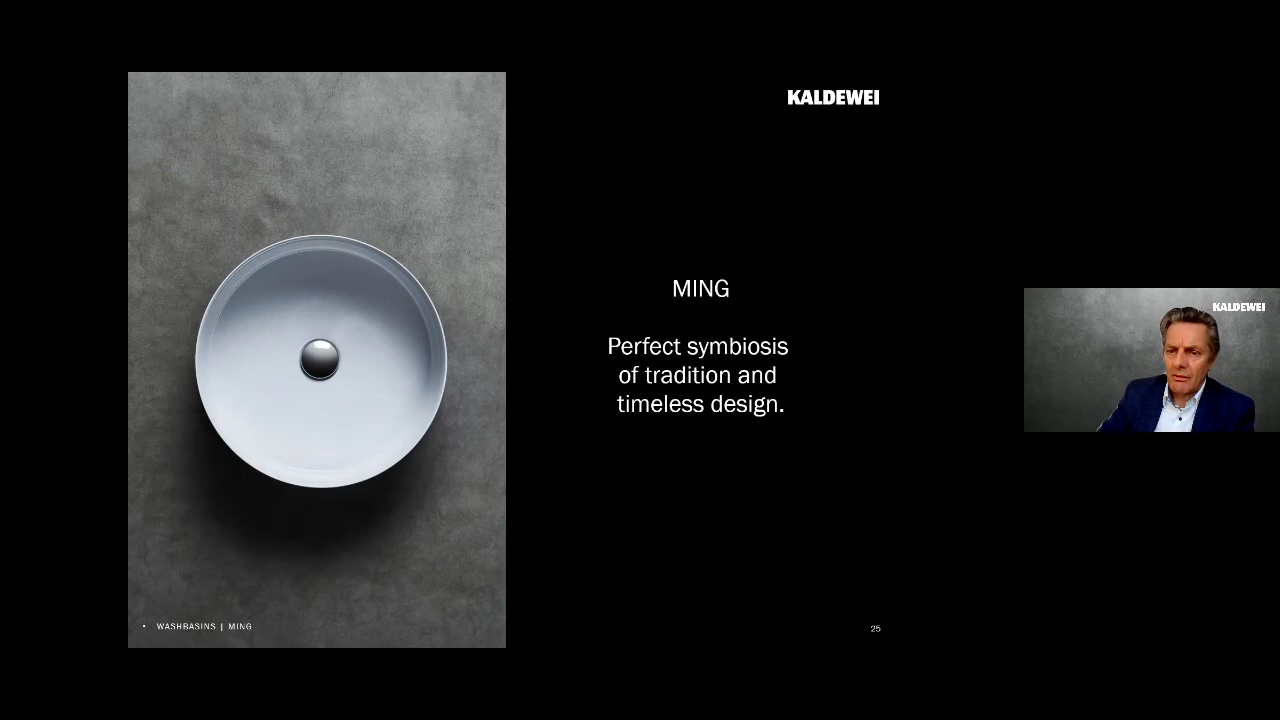 KALDEWEI
MING
Perfect symbiosis
of tradition and
timeless design.
KALDEWEI
• WASHBASINS | MING
25